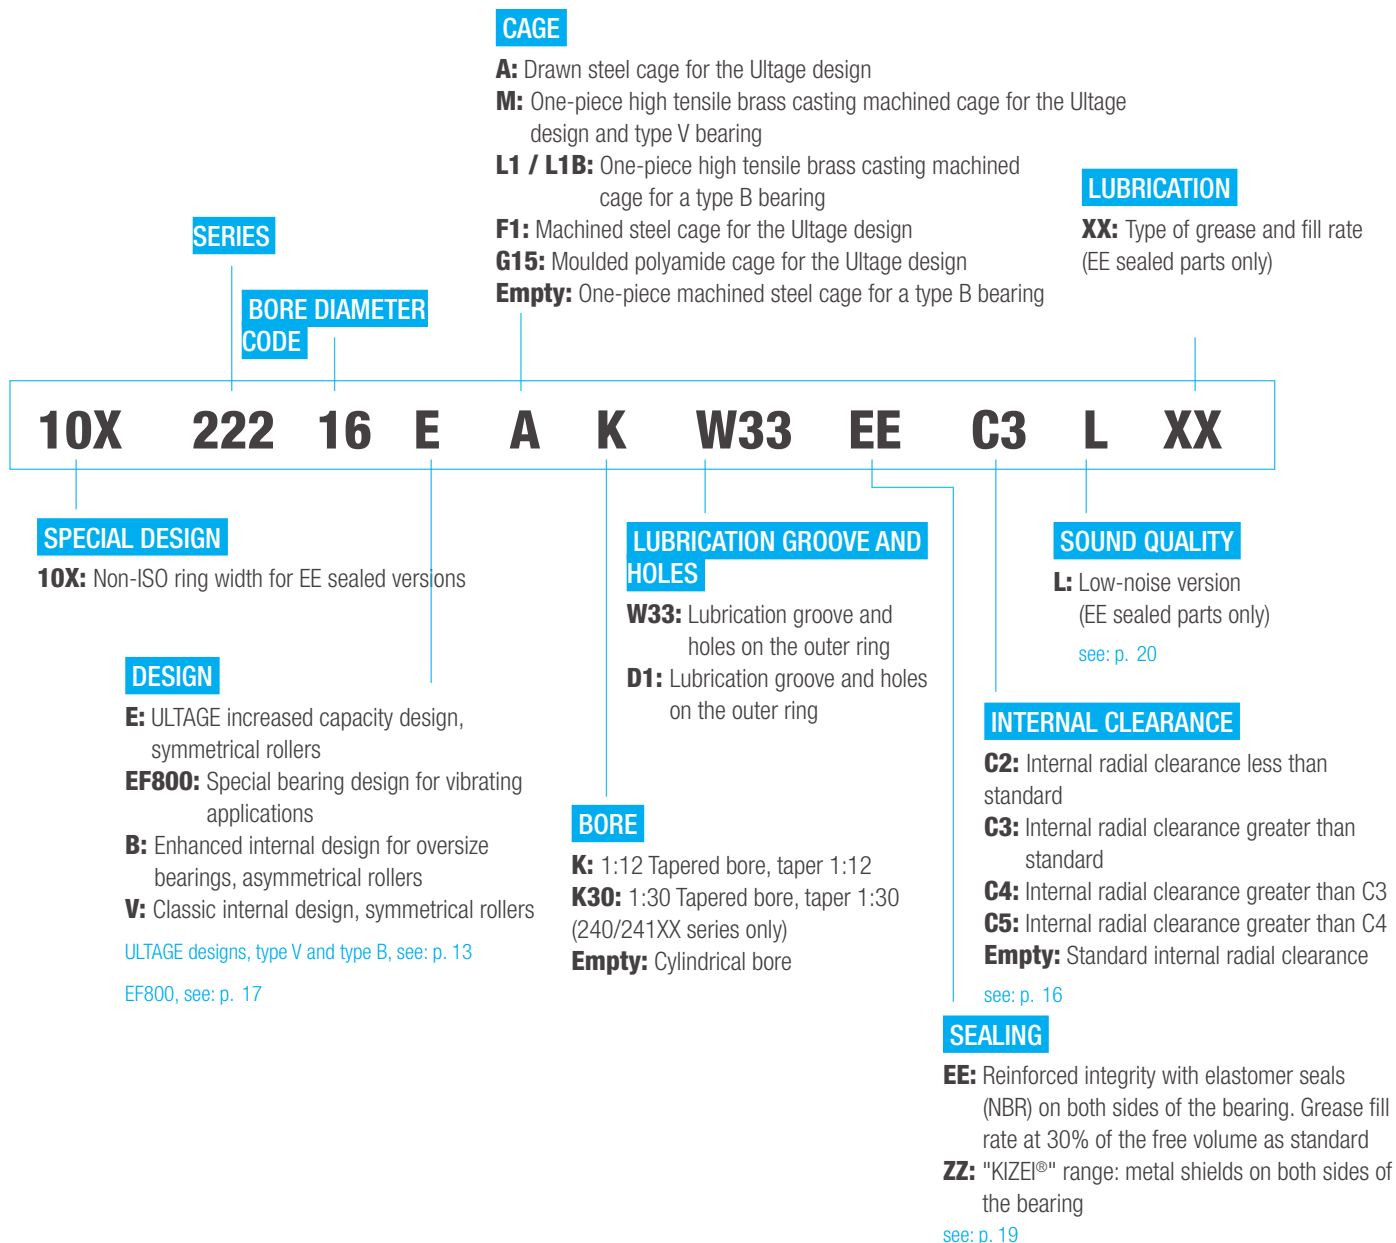 CAGE
A: Drawn steel cage for the Ultage design
M: One-piece high tensile brass casting machined cage for the Ultage
design and type V bearing
L1 / L1B: One-piece high tensile brass casting machined
cage for a type B bearing
F1: Machined steel cage for the Ultage design
G15: Moulded polyamide cage for the Ultage design
Empty: One-piece machined steel cage for a type B bearing
LUBRICATION
XX: Type of grease and fill rate
(EE sealed parts only)
SERIES
BORE DIAMETER
CODE
10X 222 16 E A K W33 EE C3 L XX
SPECIAL DESIGN
10X: Non-ISO ring width for EE sealed versions
DESIGN
E: ULTAGE increased capacity design,
symmetrical rollers
EF800: Special bearing design for vibrating
applications
B: Enhanced internal design for oversize
bearings, asymmetrical rollers
V: Classic internal design, symmetrical rollers
ULTAGE designs, type V and type B, see: p. 13
EF800, see: p. 17
BORE
K: 1:12 Tapered bore, taper 1:12
K30: 1:30 Tapered bore, taper 1:30
(240/241XX series only)
Empty: Cylindrical bore
LUBRICATION GROOVE AND
HOLES
W33: Lubrication groove and
holes on the outer ring
D1: Lubrication groove and holes
on the outer ring
SOUND QUALITY
L: Low-noise version
(EE sealed parts only)
see: p. 20
INTERNAL CLEARANCE
C2: Internal radial clearance less than
standard
C3: Internal radial clearance greater than
standard
C4: Internal radial clearance greater than C3
C5: Internal radial clearance greater than C4
Empty: Standard internal radial clearance
see: p. 16
SEALING
EE: Reinforced integrity with elastomer seals
(NBR) on both sides of the bearing. Grease fill
rate at 30% of the free volume as standard
ZZ: "KIZEI®" range: metal shields on both sides of
the bearing
see: p. 19